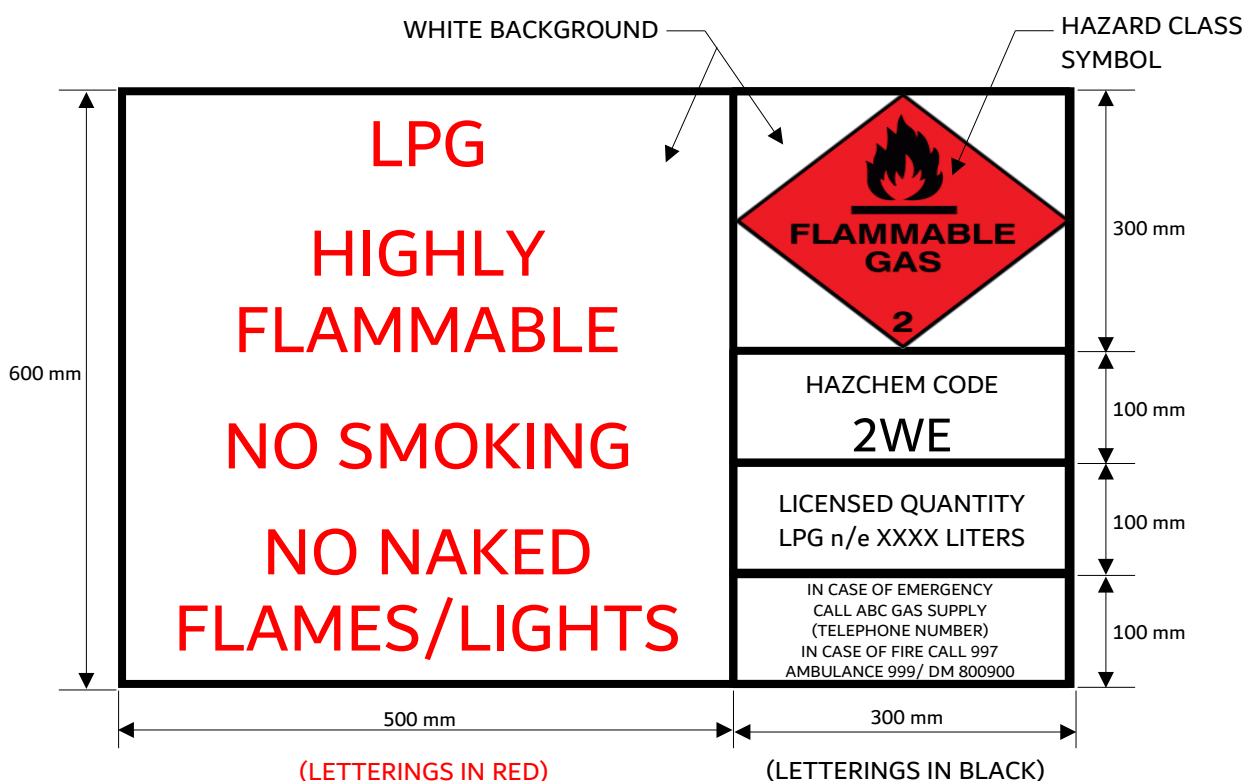 WHITE BACKGROUND
HAZARD CLASS
SYMBOL
LPG
HIGHLY
FLAMMABLE
NO SMOKING
NO NAKED
FLAMES/LIGHTS
FLAMMABLE
GAS
2
HAZCHEM CODE
2WE
LICENSED QUANTITY
LPG n/e XXXX LITERS
IN CASE OF EMERGENCY
CALL ABC GAS SUPPLY
(TELEPHONE NUMBER)
IN CASE OF FIRE CALL 997
AMBULANCE 999/ DM 800900
600 mm
300 mm
100 mm
100 mm
100 mm
500 mm
300 mm
(LETTERINGS IN RED)
(LETTERINGS IN BLACK)